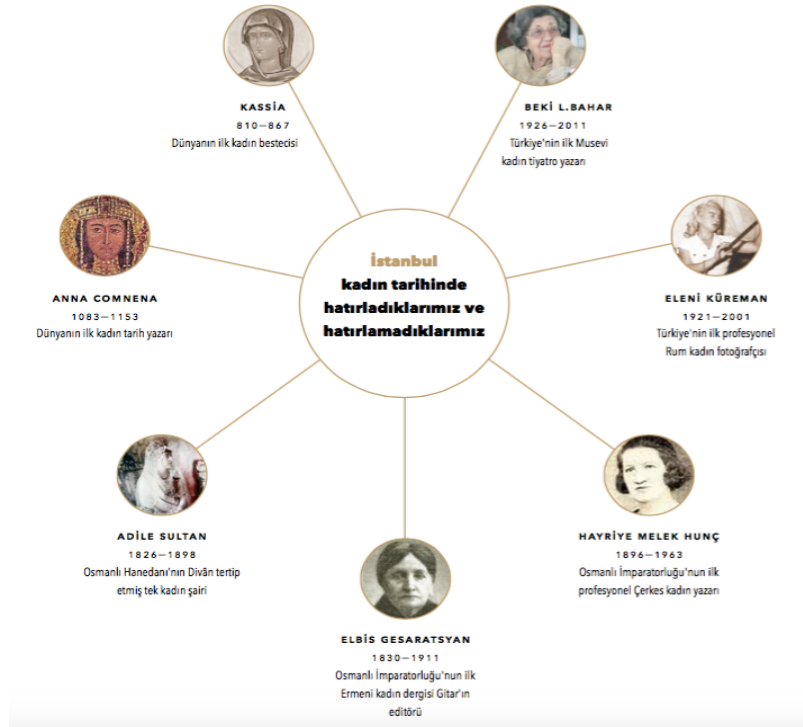 KASSİA
810—867
Dünyanın ilk kadın bestecisi
BEKİ L.BAHAR
1926—2011
Türkiye'nin ilk Musevi
kadın tiyatro yazarı
ANNA COMNENA
1083—1153
Dünyanın ilk kadın tarih yazarı
İstanbul
kadın tarihinde
hatırladıklarımız ve
hatırlamadıklarımız
ELENİ KÜREMAN
1921—2001
Türkiye'nin ilk profesyonel
Rum kadın fotoğrafçısı
ADİLE SULTAN
1826—1898
Osmanlı Hanedanı'nın Divân tertip
etmiş tek kadın şairi
HAYRİYE MELEK HUNÇ
1896—1963
Osmanlı İmparatorluğu'nun ilk
profesyonel Çerkes kadın yazarı
ELBİS GESARATSYAN
1830—1911
Osmanlı İmparatorluğu'nun ilk
Ermeni kadın dergisi Gitar'ın
editörü